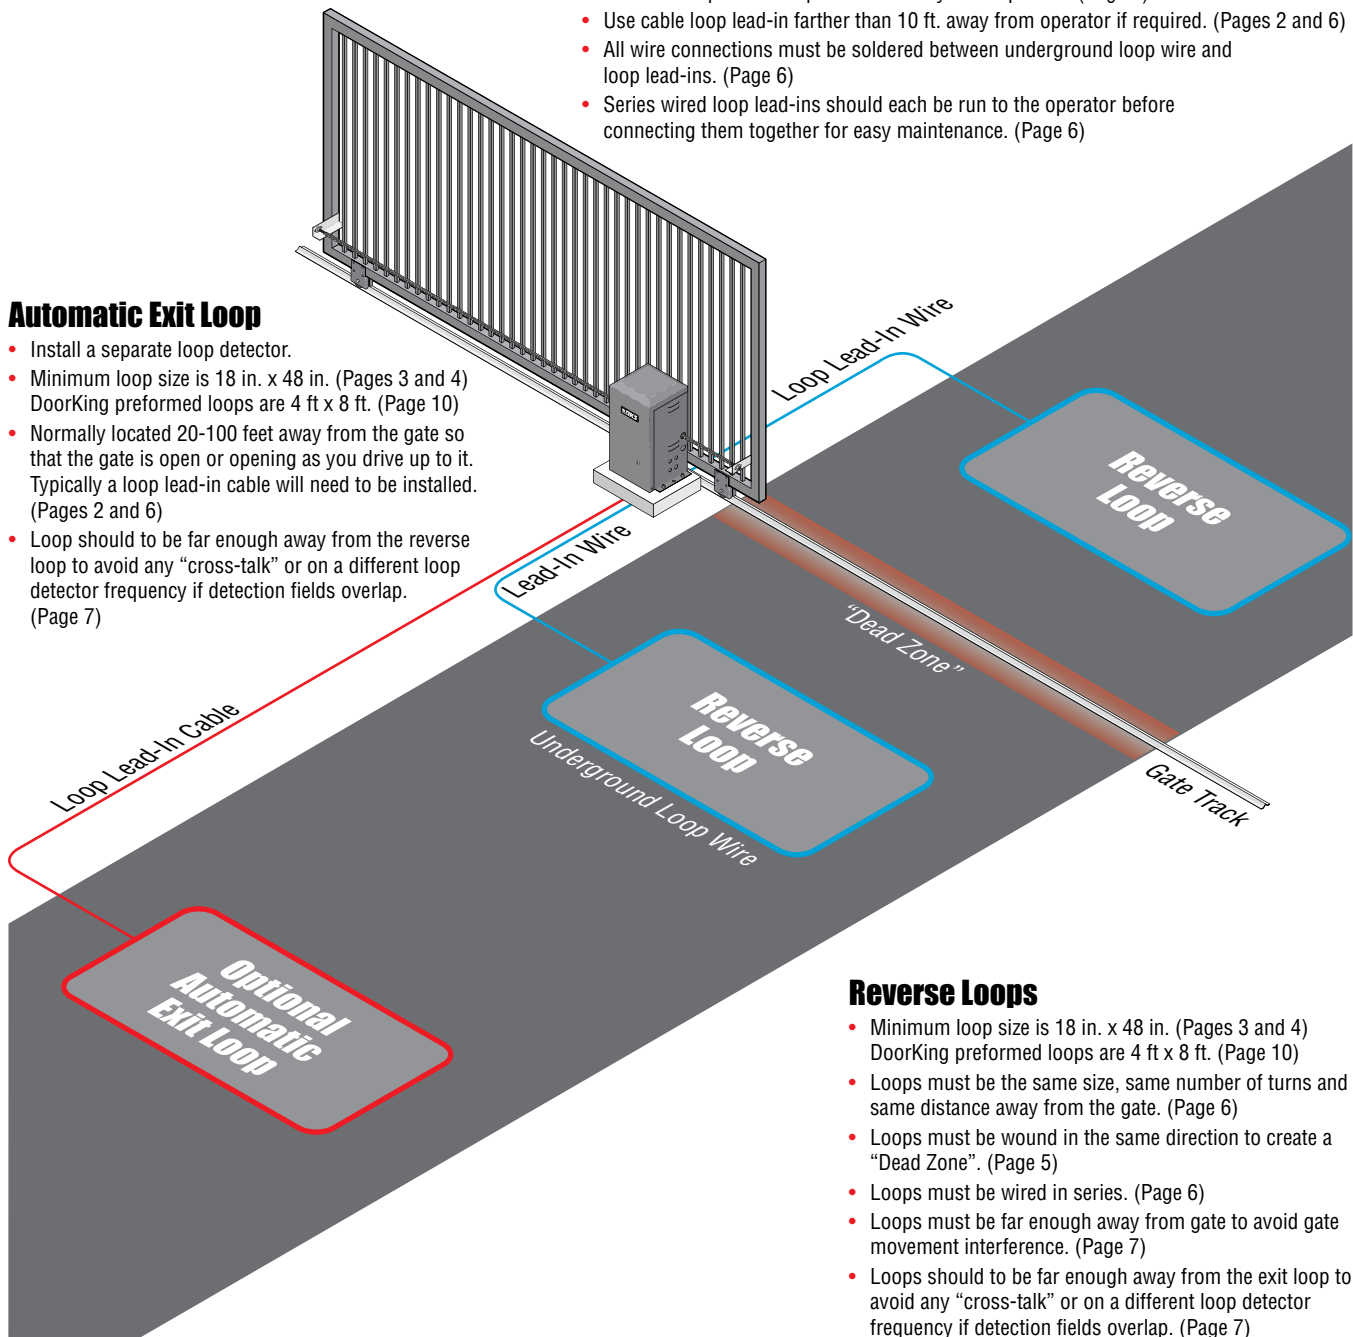 • Use cable loop lead-in farther than 10 ft. away from operator if required. (Pages 2 and 6)
• All wire connections must be soldered between underground loop wire and
loop lead-ins. (Page 6)
• Series wired loop lead-ins should each be run to the operator before
connecting them together for easy maintenance. (Page 6)
Automatic Exit Loop
• Install a separate loop detector.
• Minimum loop size is 18 in. x 48 in. (Pages 3 and 4)
DoorKing preformed loops are 4 ft x 8 ft. (Page 10)
• Normally located 20-100 feet away from the gate so
that the gate is open or opening as you drive up to it.
Typically a loop lead-in cable will need to be installed.
(Pages 2 and 6)
• Loop should to be far enough away from the reverse
loop to avoid any “cross-talk” or on a different loop
detector frequency if detection fields overlap.
(Page 7)
Loop Lead-In Wire
Reverse
Loop
Lead-In Wire
“Dead Zone”
Reverse
Loop
Underground Loop Wire
Gate Track
Loop Lead-In Cable
Optional
Automatic
Exit Loop
Reverse Loops
• Minimum loop size is 18 in. x 48 in. (Pages 3 and 4)
DoorKing preformed loops are 4 ft x 8 ft. (Page 10)
• Loops must be the same size, same number of turns and
same distance away from the gate. (Page 6)
• Loops must be wound in the same direction to create a
“Dead Zone”. (Page 5)
• Loops must be wired in series. (Page 6)
• Loops must be far enough away from gate to avoid gate
movement interference. (Page 7)
• Loops should to be far enough away from the exit loop to
avoid any “cross-talk” or on a different loop detector
frequency if detection fields overlap. (Page 7)